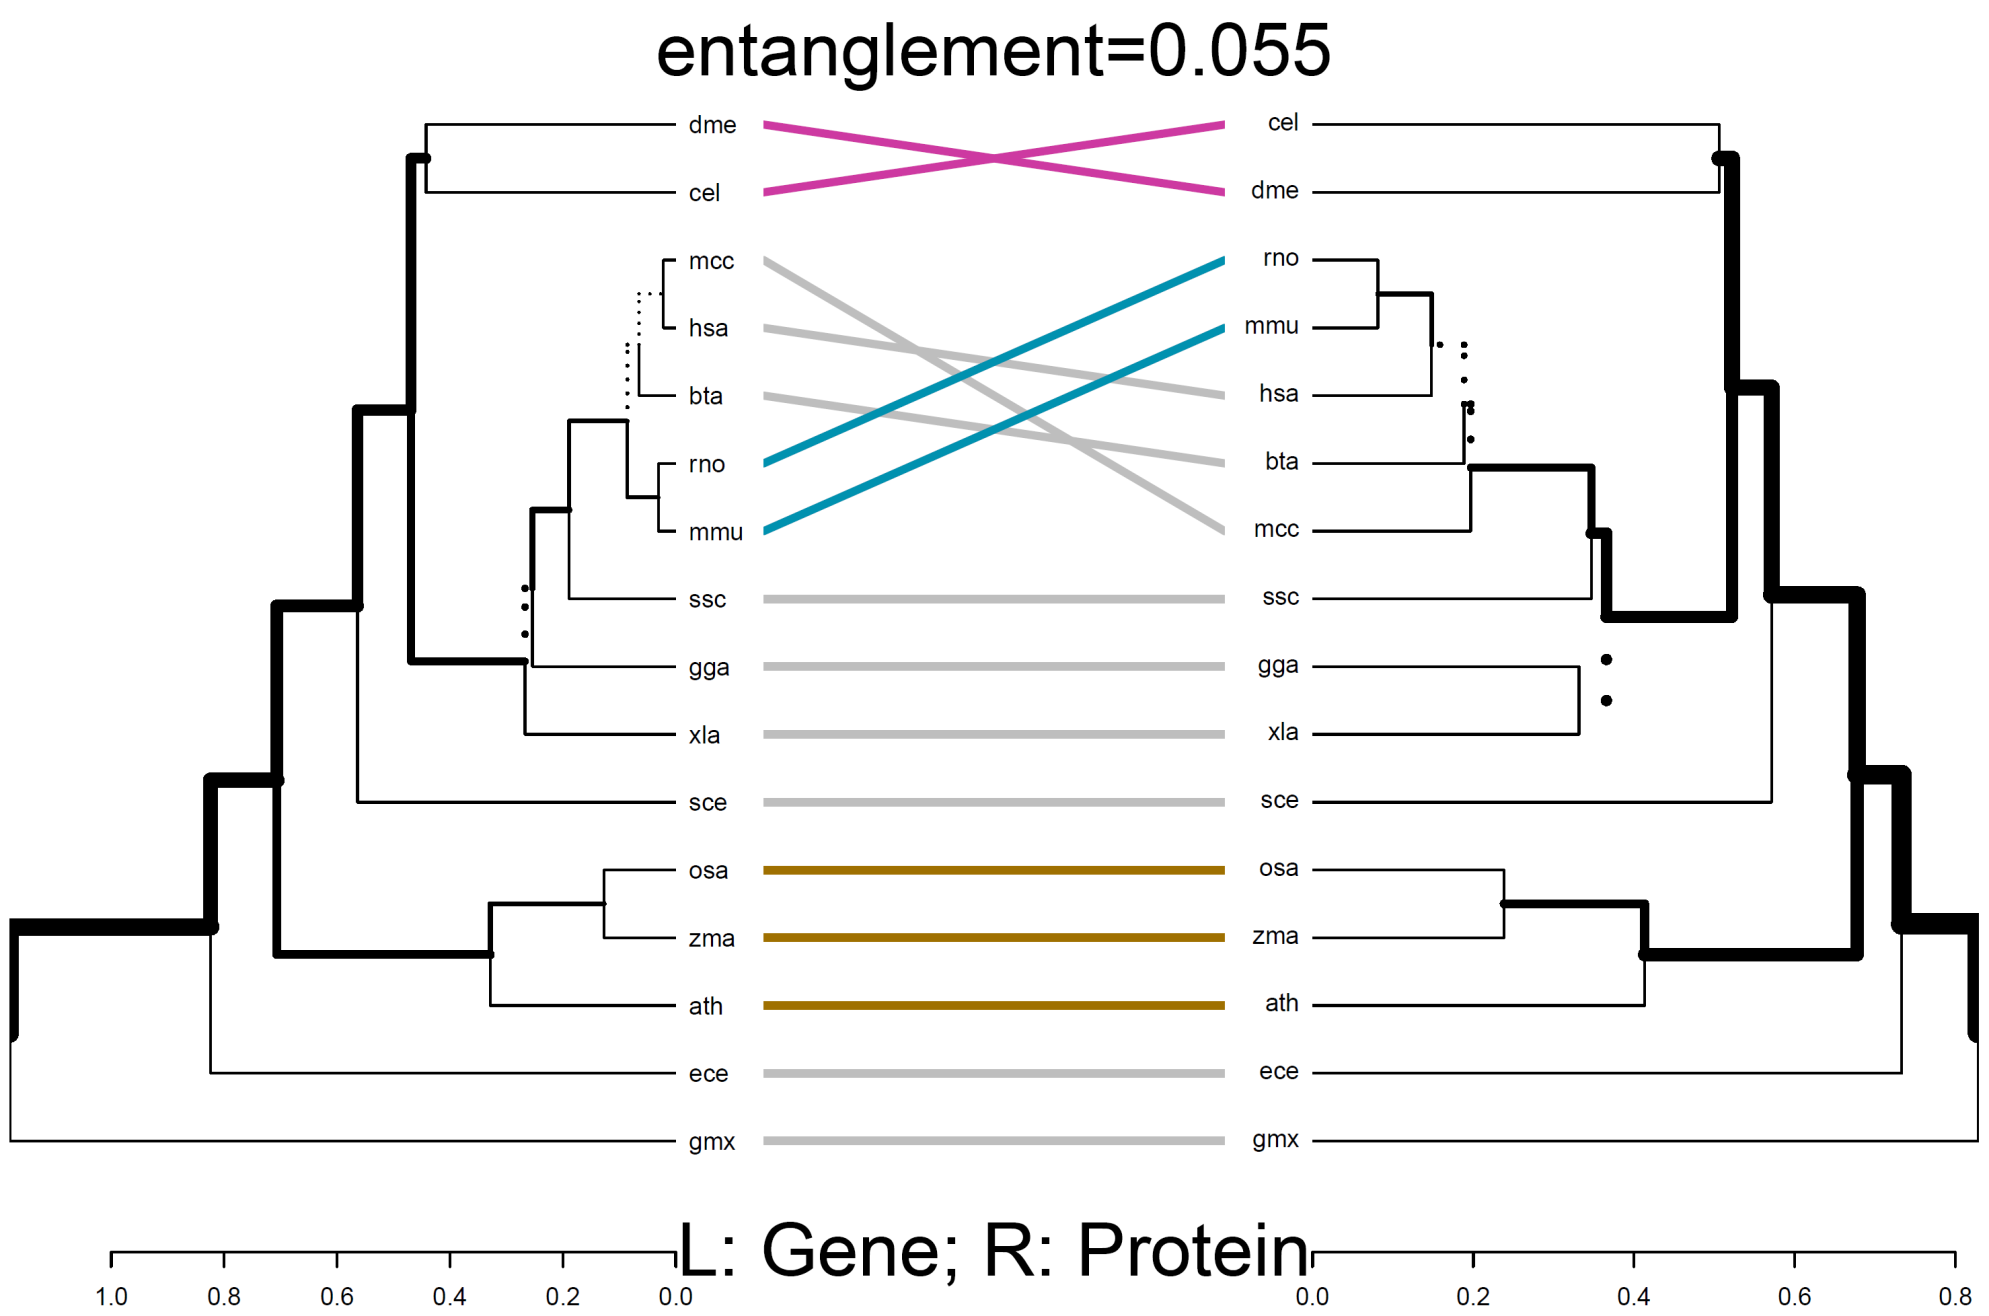 entanglement=0.055
dme cel
cel dme
mcc rno
hsa mmu
bta hsa
rno bta
mmu mcc
ssc ssc
gga gga
xla xla
sce sce
osa osa
zma zma
ath ath
ece ece
gmx gmx
L: Gene; R: Protein
1.0 0.8 0.6 0.4 0.2 0.0 0.0 0.2 0.4 0.6 0.8